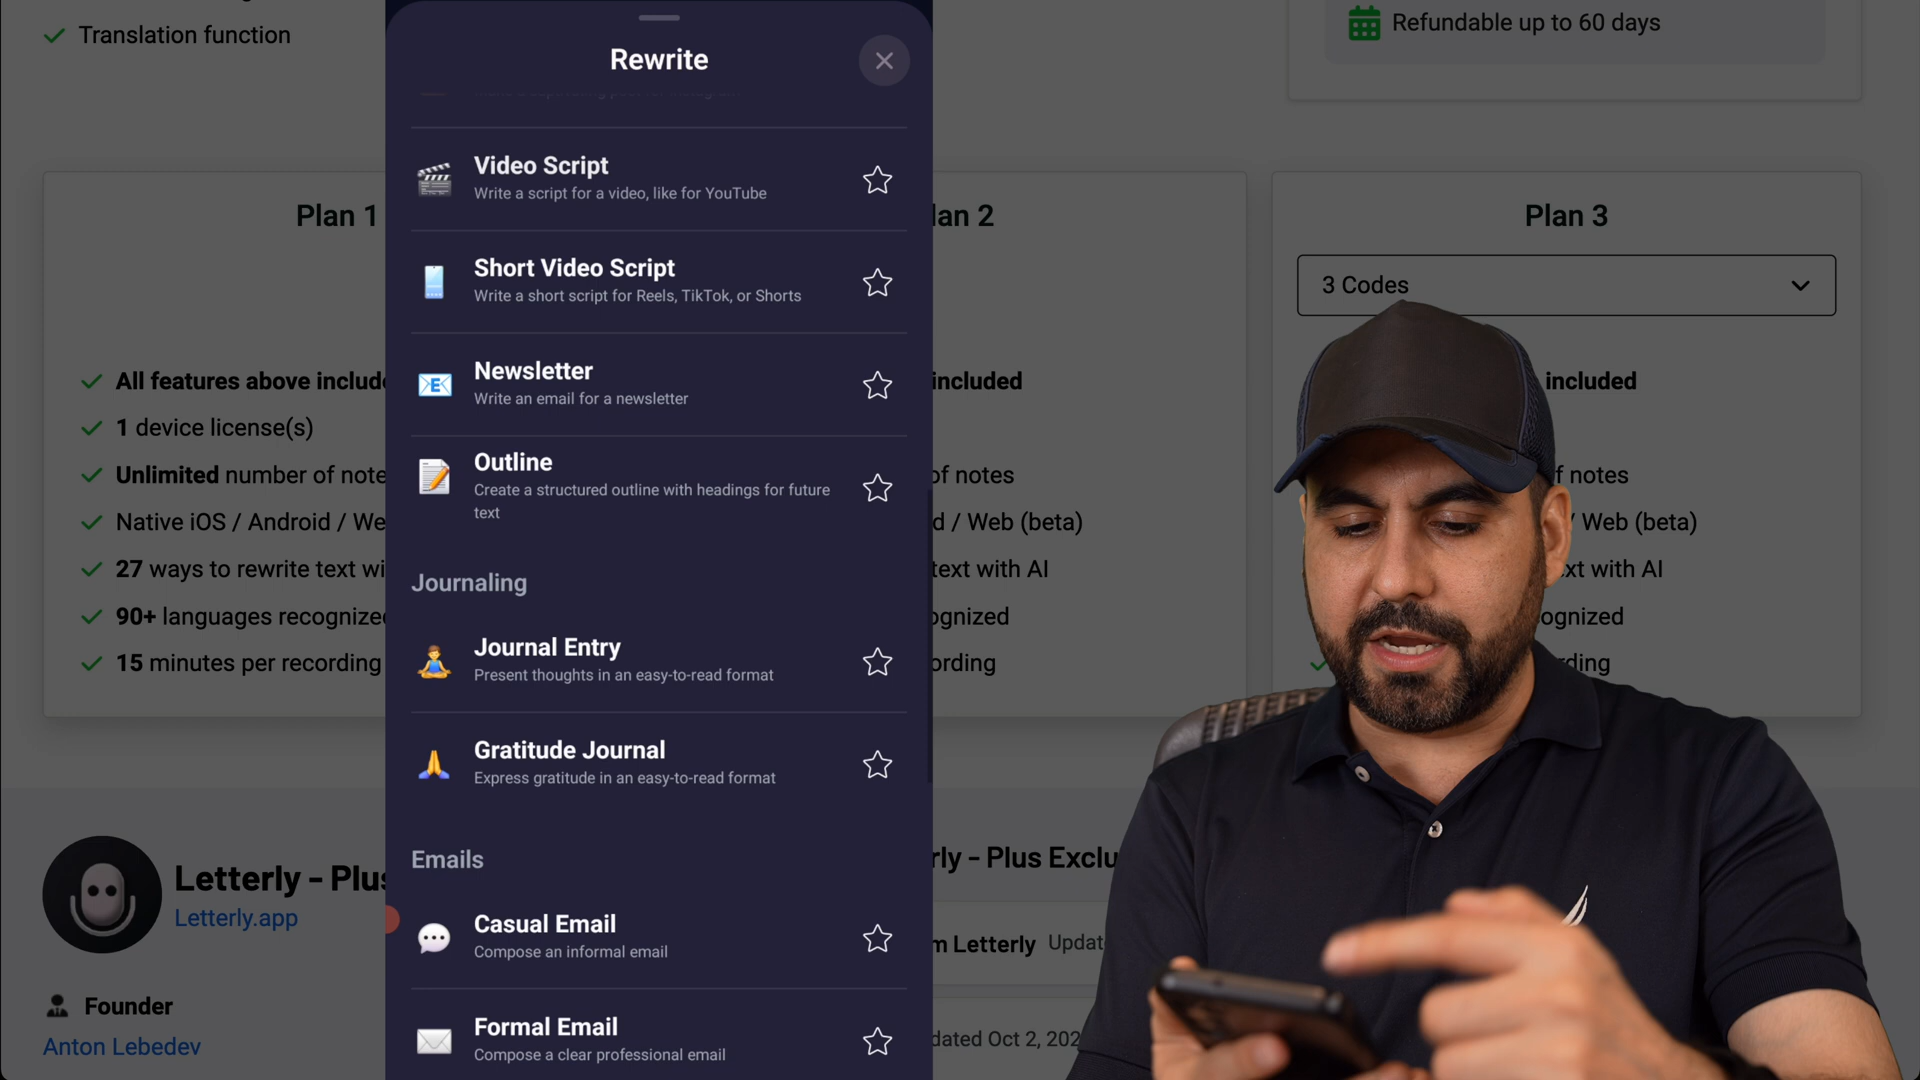 Translation function
Refundable up to 60 days
Rewrite
Video Script
Write a script for a video, like for YouTube
Short Video Script
Write a short script for Reels, TikTok, or Shorts
Newsletter
Write an email for a newsletter
Outline
Create a structured outline with headings for future
text
Journaling
Journal Entry
Present thoughts in an easy-to-read format
Gratitude Journal
Express gratitude in an easy-to-read format
Emails
Casual Email
Compose an informal email
Formal Email
Compose a clear professional email
Plan 1
All features above includ
1 device license(s)
Unlimited number of note
Native iOS / Android / We
27 ways to rewrite text wi
90+ languages recognize
15 minutes per recording
lan 2
included
of notes
d / Web (beta)
text with AI
ognized
ording
Plan 3
3 Codes
included
f notes
/ Web (beta)
xt with AI
ognized
rding
Letterly - Plus
Letterly.app
Founder
Anton Lebedev
rly - Plus Exclu
m Letterly Updat
dated Oct 2, 202